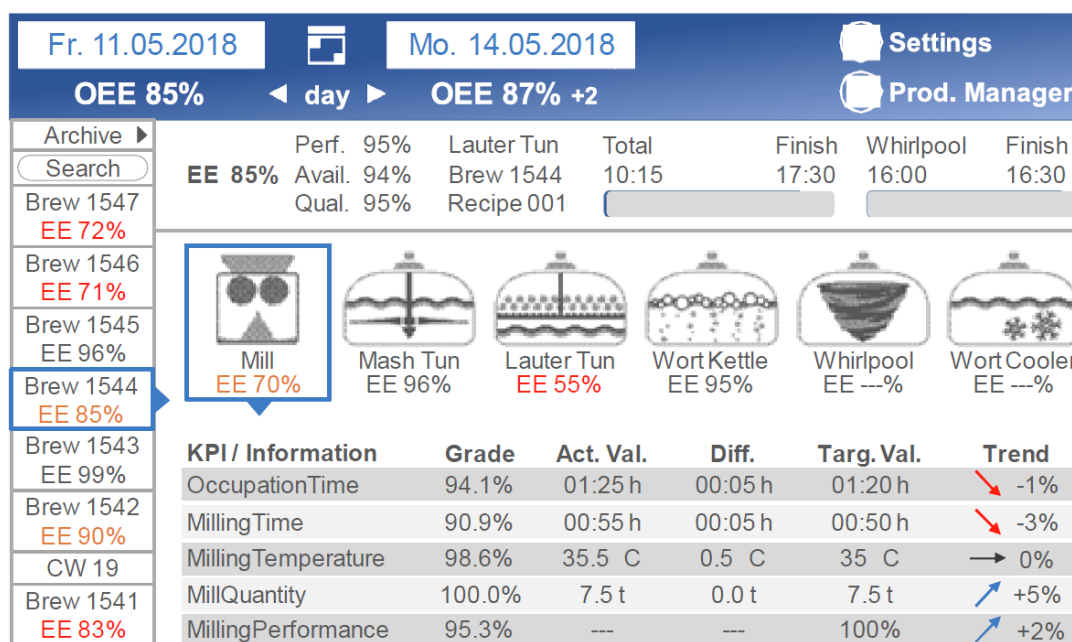 Fr. 11.05.2018 Mo. 14.05.2018 Settings
OEE 85% day OEE 87% +2 Prod. Manager
Archive
Search
Brew 1547
EE 72%
Brew 1546
EE 71%
Brew 1545
EE 96%
Brew 1544
EE 85%
Brew 1543
EE 99%
Brew 1542
EE 90%
CW 19
Brew 1541
EE 83%
Perf. 95% Lauter Tun Total Finish Whirlpool Finish
EE 85% Avail. 94% Brew 1544 10:15 17:30 16:00 16:30
Qual. 95% Recipe 001
Mill Mash Tun Lauter Tun Wort Kettle Whirlpool Wort Cooler
EE 70% EE 96% EE 55% EE 95% EE ---% EE ---%
KPI / Information Grade Act. Val. Diff. Targ. Val. Trend
OccupationTime 94.1% 01:25 h 00:05 h 01:20 h -1%
MillingTime 90.9% 00:55 h 00:05 h 00:50 h -3%
MillingTemperature 98.6% 35.5 C 0.5 C 35 C 0%
MillQuantity 100.0% 7.5 t 0.0 t 7.5 t +5%
MillingPerformance 95.3% --- --- 100% +2%